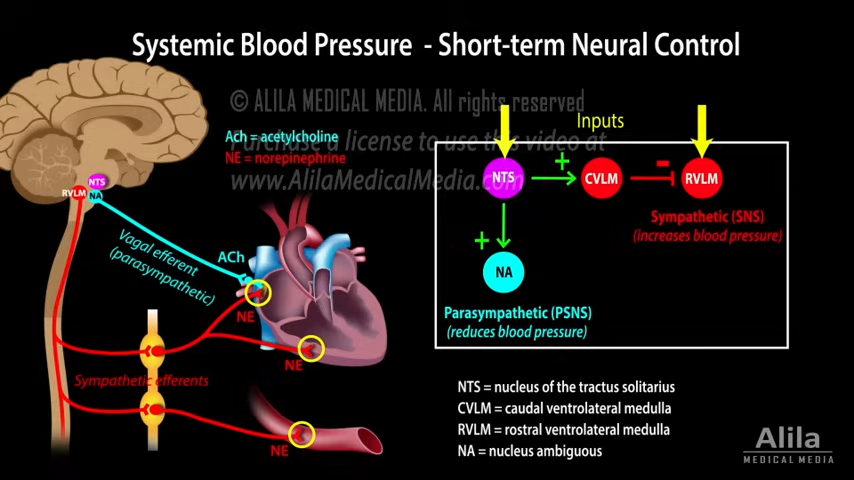 Systemic Blood Pressure - Short-term Neural Control
© ALILA MEDICAL MEDIA. All rights reserved
Purchase a license to use this video at
www.AlilaMedicalMedia.com
Ach = acetylcholine
NE = norepinephrine
NTS
RVLM
NA
Vagal efferent
(parasympathetic)
ACh
NE
NE
Sympathetic efferents
NE
Inputs
NTS
+
CVLM
-
RVLM
Sympathetic (SNS)
(increases blood pressure)
+
NA
Parasympathetic (PSNS)
(reduces blood pressure)
NTS = nucleus of the tractus solitarius
CVLM = caudal ventrolateral medulla
RVLM = rostral ventrolateral medulla
NA = nucleus ambiguous
Alila
MEDICAL MEDIA